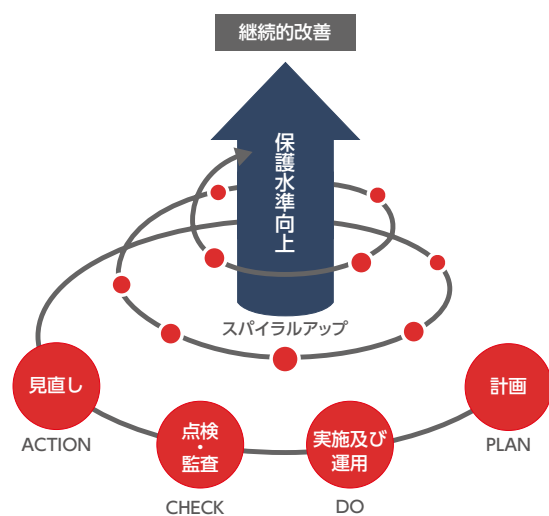 継続的改善
保護水準向上
スパイラルアップ
見直し
ACTION
点検
・
監査
CHECK
実施及び
運用
DO
計画
PLAN